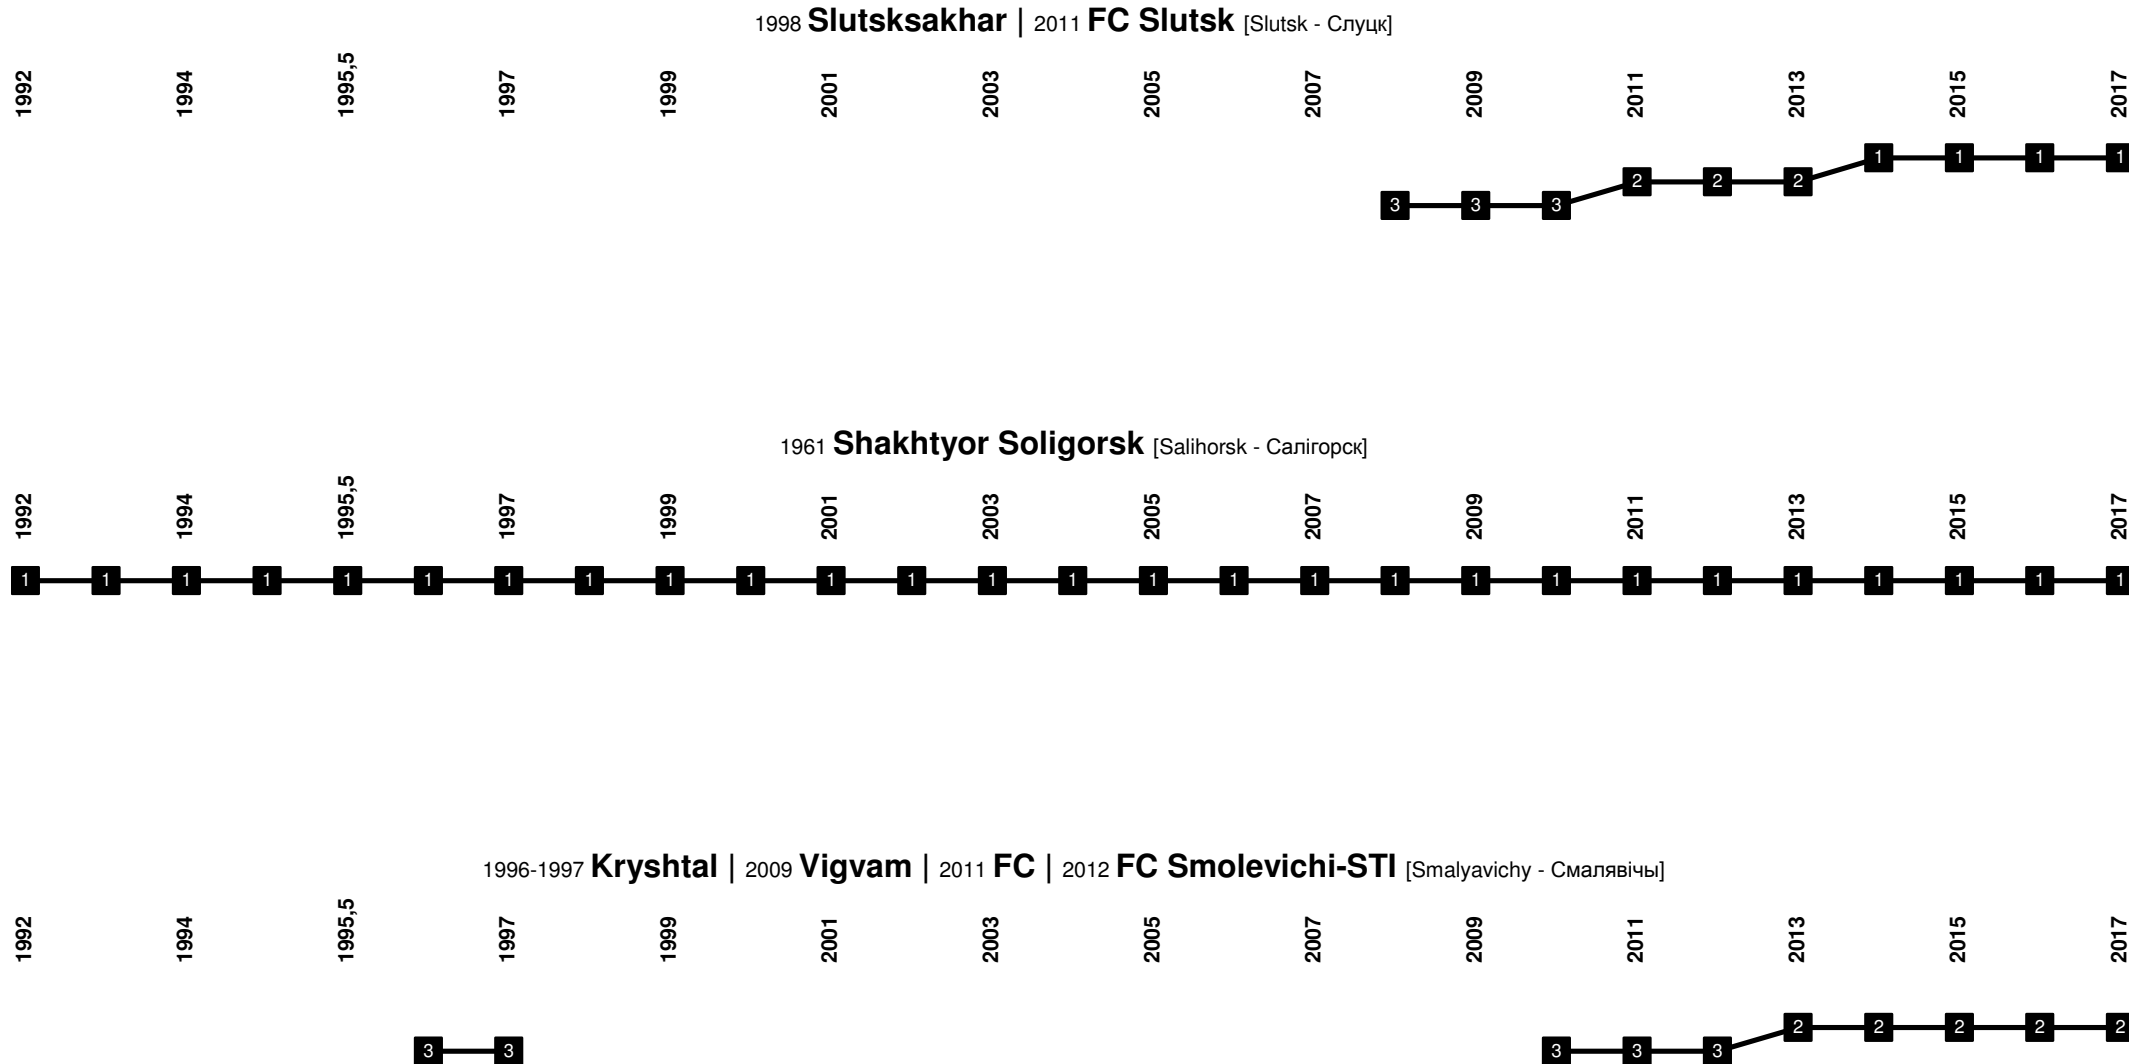 1998 Slutsksakhar | 2011 FC Slutsk [Slutsk - Слуцк]
1992 1994 1995,5 1997 1999 2001 2003 2005 2007 2009 2011 2013 2015 2017
1 1 1 1
2 2 2
3 3 3
1961 Shakhtyor Soligorsk [Salihorsk - Салігорск]
1992 1994 1995,5 1997 1999 2001 2003 2005 2007 2009 2011 2013 2015 2017
1 1 1 1 1 1 1 1 1 1 1 1 1 1 1 1 1 1 1 1 1 1 1 1 1 1 1
1996-1997 Kryshtal | 2009 Vigvam | 2011 FC | 2012 FC Smolevichi-STI [Smalyavichy - Смалявічы]
1992 1994 1995,5 1997 1999 2001 2003 2005 2007 2009 2011 2013 2015 2017
2 2 2 2 2
3 3 3 3 3